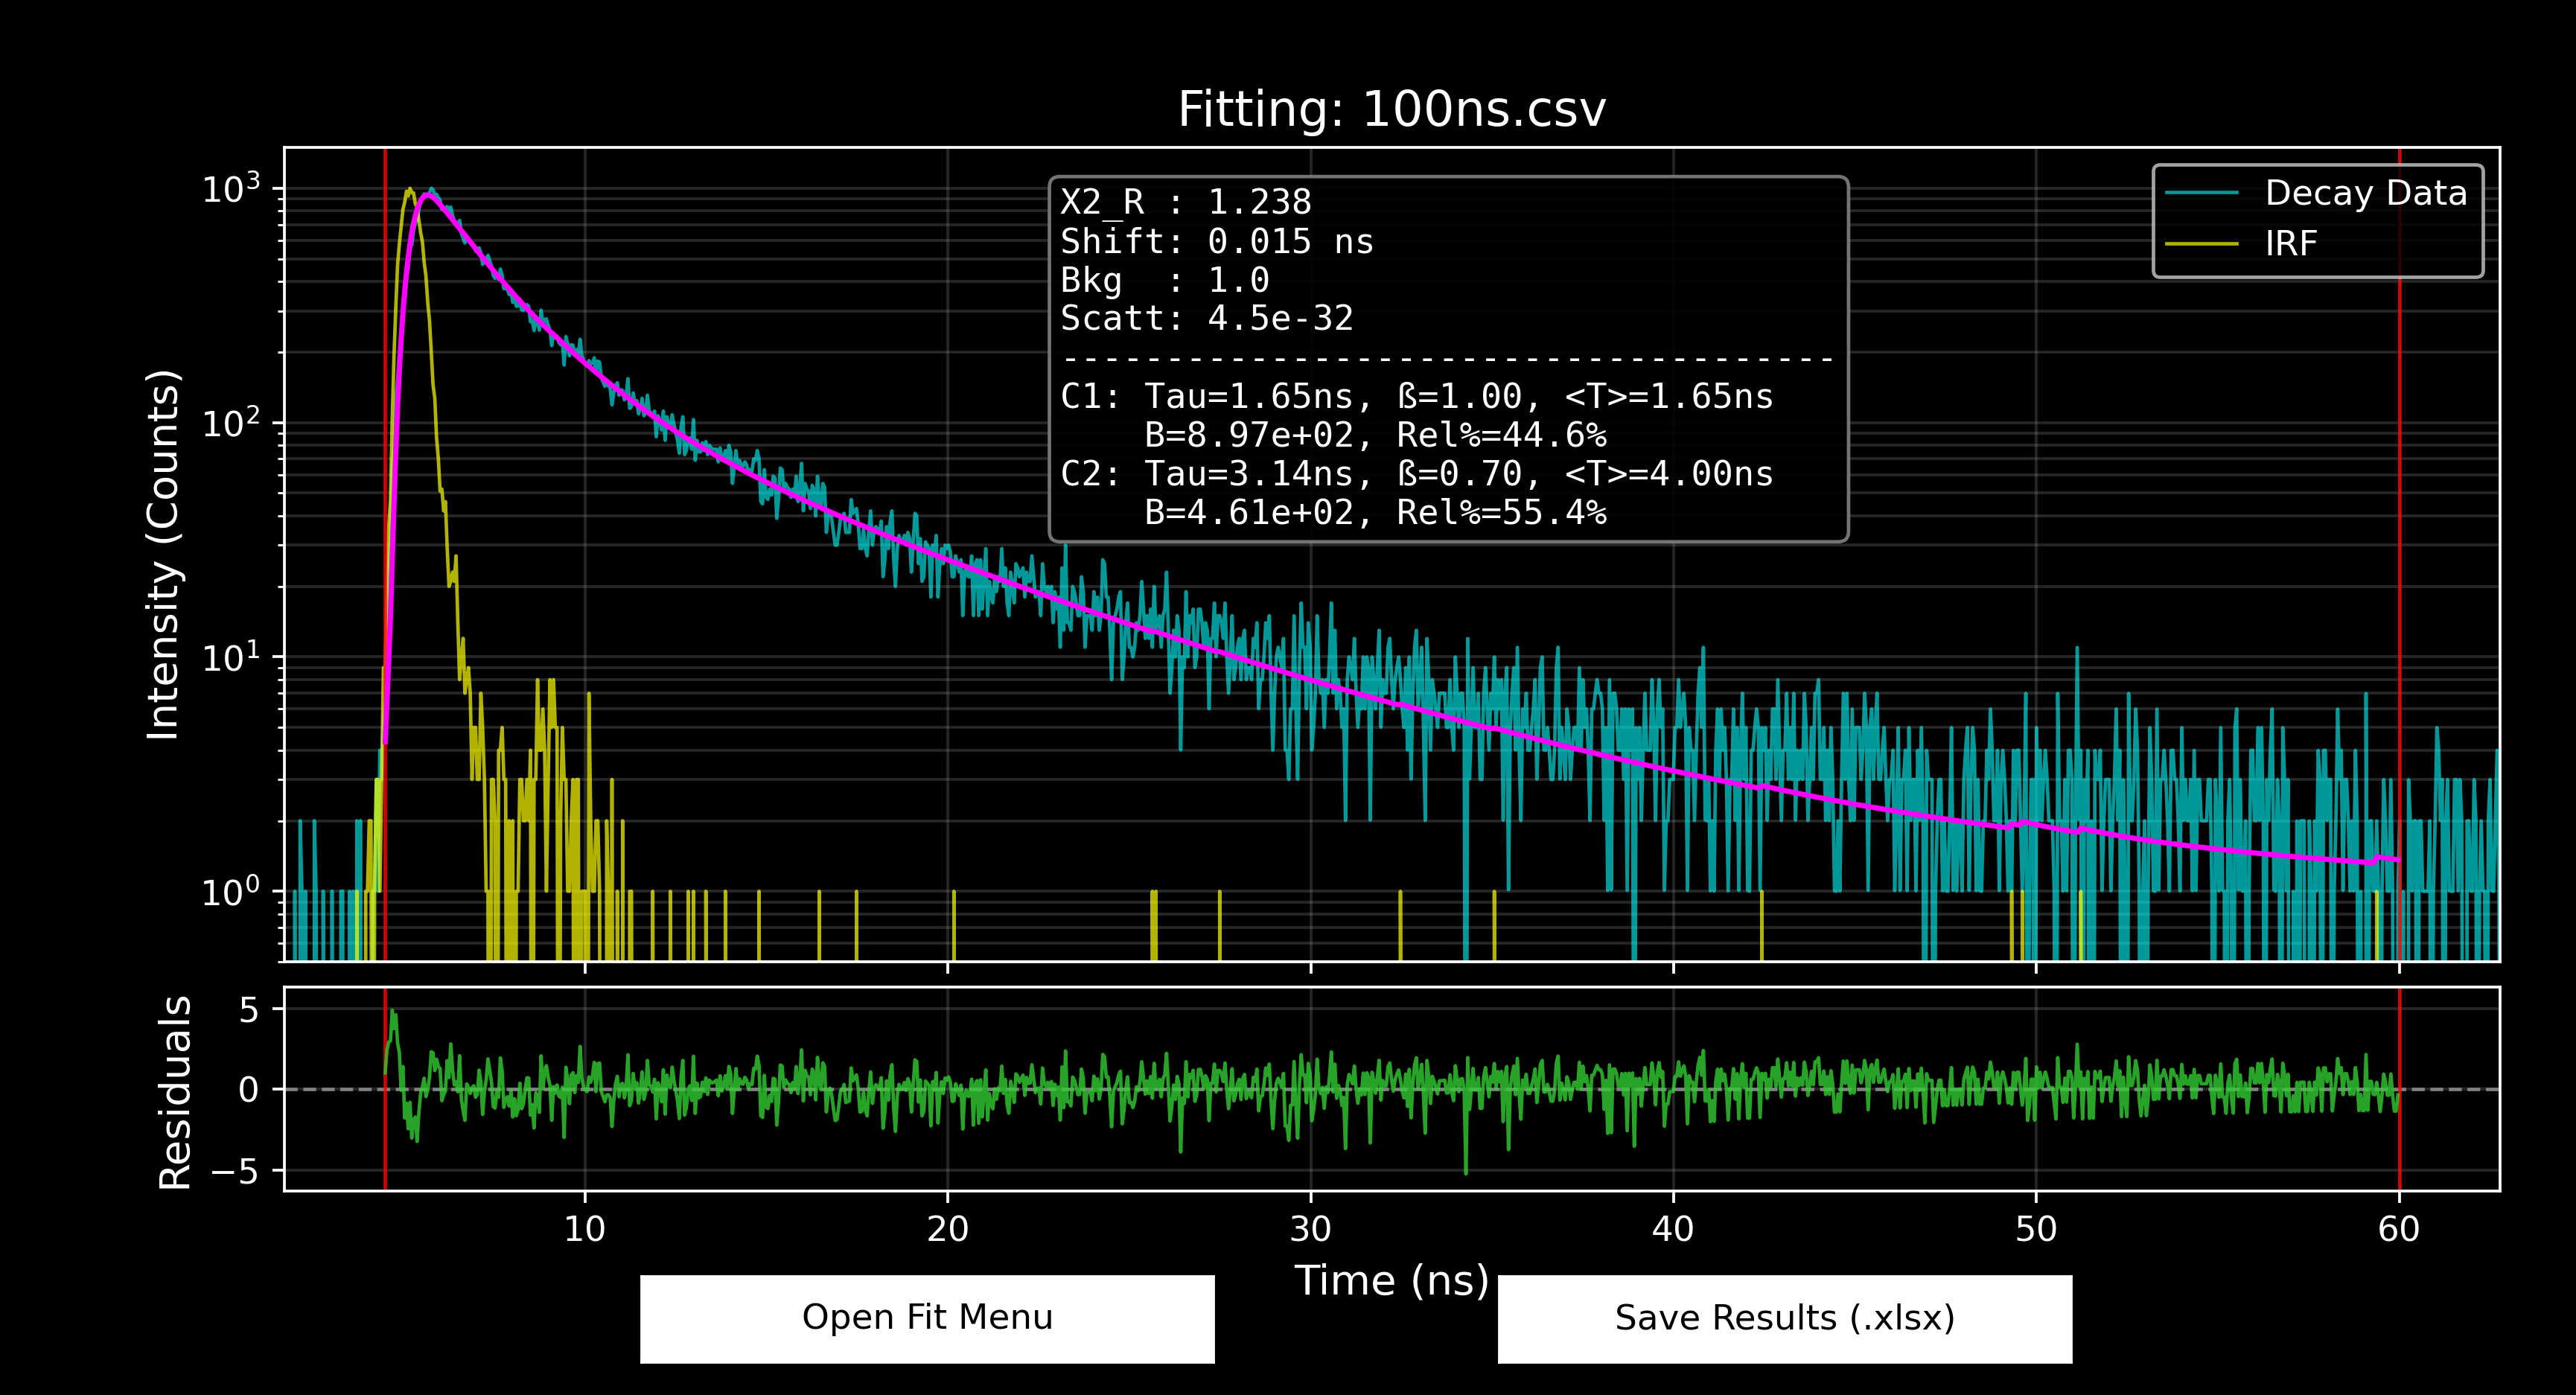 Fitting: 100ns.csv
10³
10²
10¹
10⁰
Intensity (Counts)
X2_R : 1.238
Shift: 0.015 ns
Bkg  : 1.0
Scatt: 4.5e-32
-------------------------------------
C1: Tau=1.65ns, ß=1.00, <T>=1.65ns
B=8.97e+02, Rel%=44.6%
C2: Tau=3.14ns, ß=0.70, <T>=4.00ns
B=4.61e+02, Rel%=55.4%
Decay Data
IRF
Residuals
5
0
−5
10 20 30 40 50 60
Time (ns)
Open Fit Menu
Save Results (.xlsx)